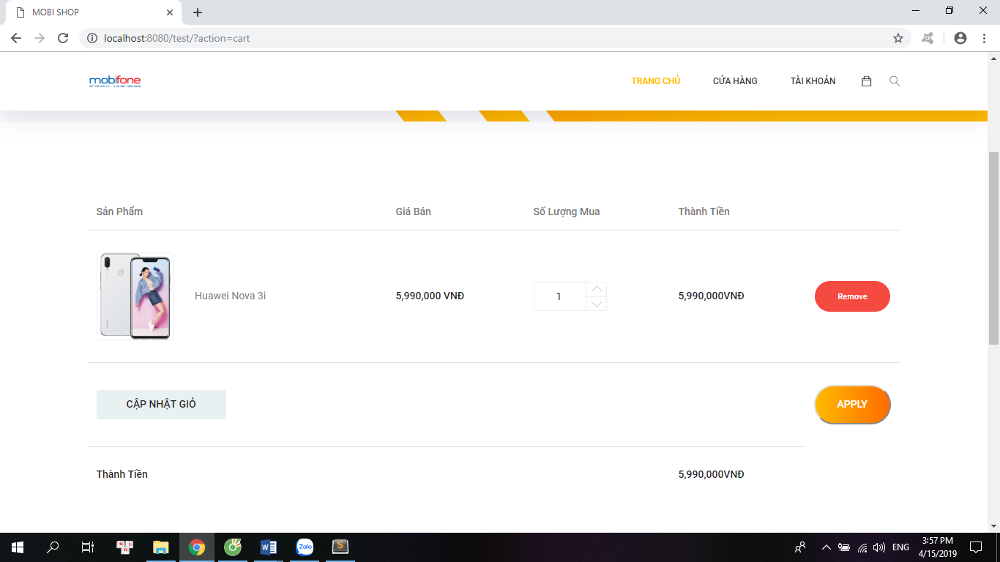 MOBI SHOP
localhost:8080/test/?action=cart
mobifone
TRANG CHỦ
CỬA HÀNG
TÀI KHOẢN
Sản Phẩm
Giá Bán
Số Lượng Mua
Thành Tiền
Huawei Nova 3i
5,990,000 VNĐ
1
5,990,000VNĐ
Remove
CẬP NHẬT GIỎ
APPLY
Thành Tiền
5,990,000VNĐ
Zalo
ENG
3:57 PM
4/15/2019